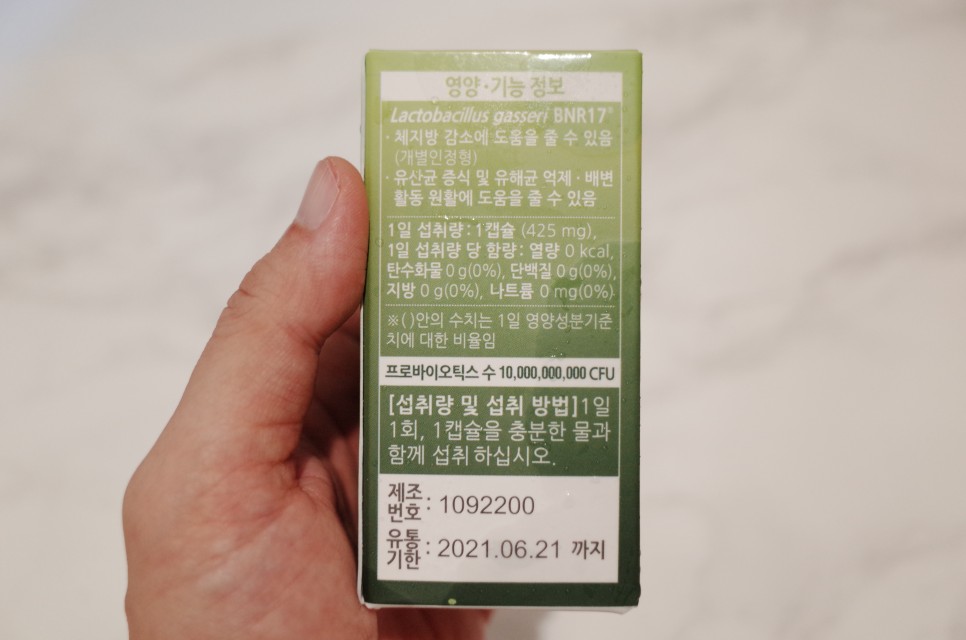 영양·기능 정보
Lactobacillus gasseri BNR17®
· 체지방 감소에 도움을 줄 수 있음
(개별인정형)
· 유산균 증식 및 유해균 억제 · 배변
활동 원활에 도움을 줄 수 있음
1일 섭취량 : 1캡슐 (425 mg),
1일 섭취량 당 함량 : 열량 0 kcal,
탄수화물 0 g(0%), 단백질 0 g(0%),
지방 0 g(0%), 나트륨 0 mg(0%)
※( )안의 수치는 1일 영양성분기준
치에 대한 비율임
프로바이오틱스 수 10,000,000,000 CFU
[섭취량 및 섭취 방법] 1일
1회, 1캡슐을 충분한 물과
함께 섭취 하십시오.
제조번호 : 1092200
유통기한 : 2021.06.21 까지